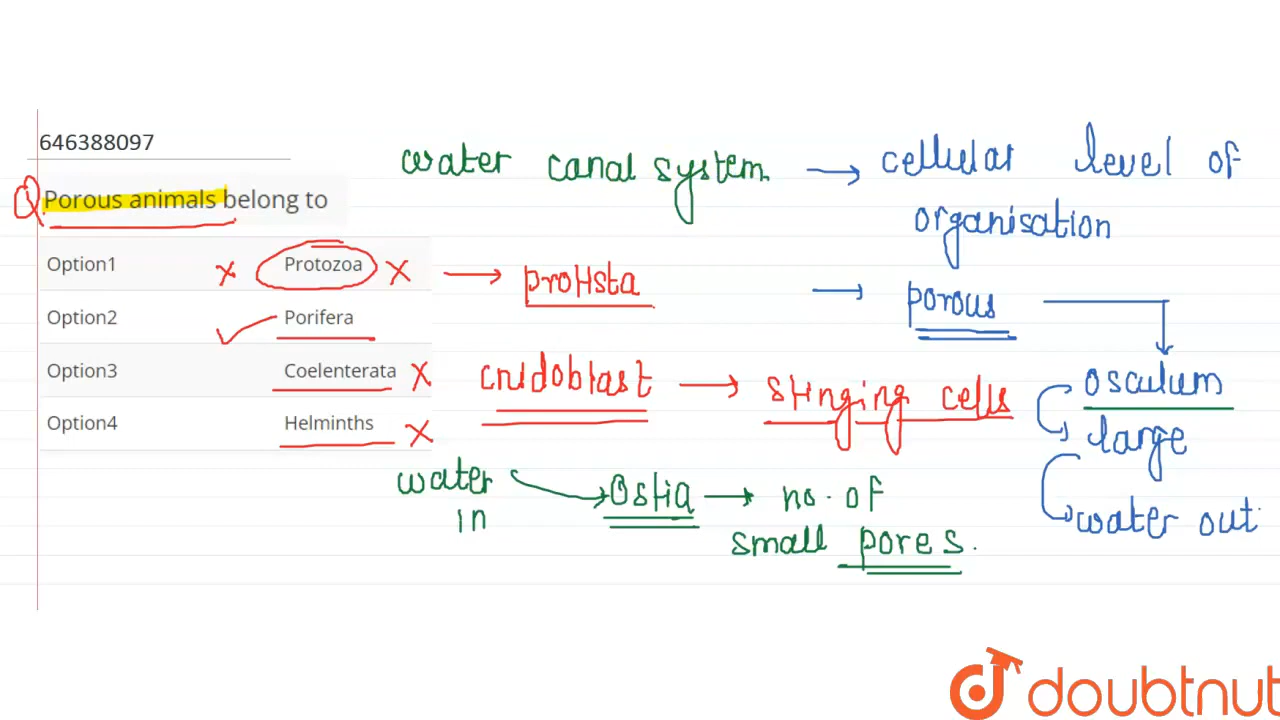 646388097
Q Porous animals belong to
Option1 Protozoa
Option2 Porifera
Option3 Coelenterata
Option4 Helminths
water canal system → cellular level of
organisation
→ protista
→ porous
cnidoblast → stinging cells
osculum
large
water out
water
in
Ostia → no. of
small pores.
doubtnut